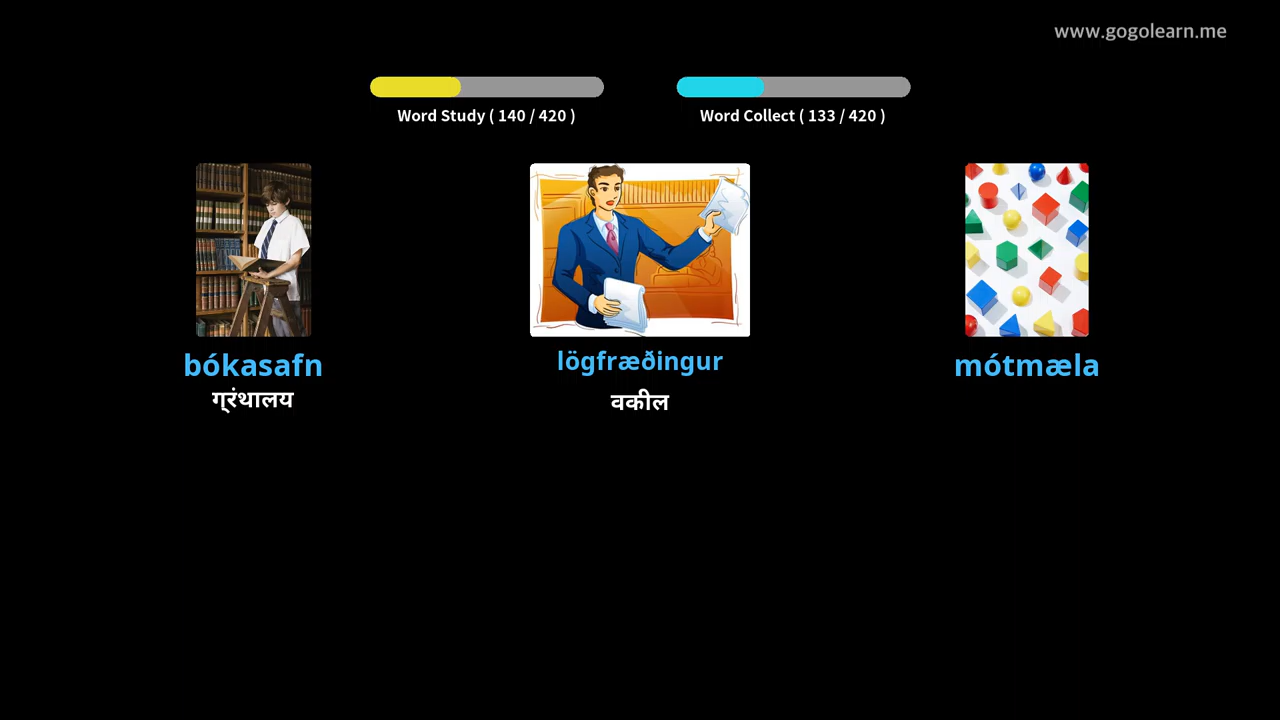 www.gogolearn.me
Word Study ( 140 / 420 )
Word Collect ( 133 / 420 )
bókasafn
ग्रंथालय
lögfræðingur
वकील
mótmæla